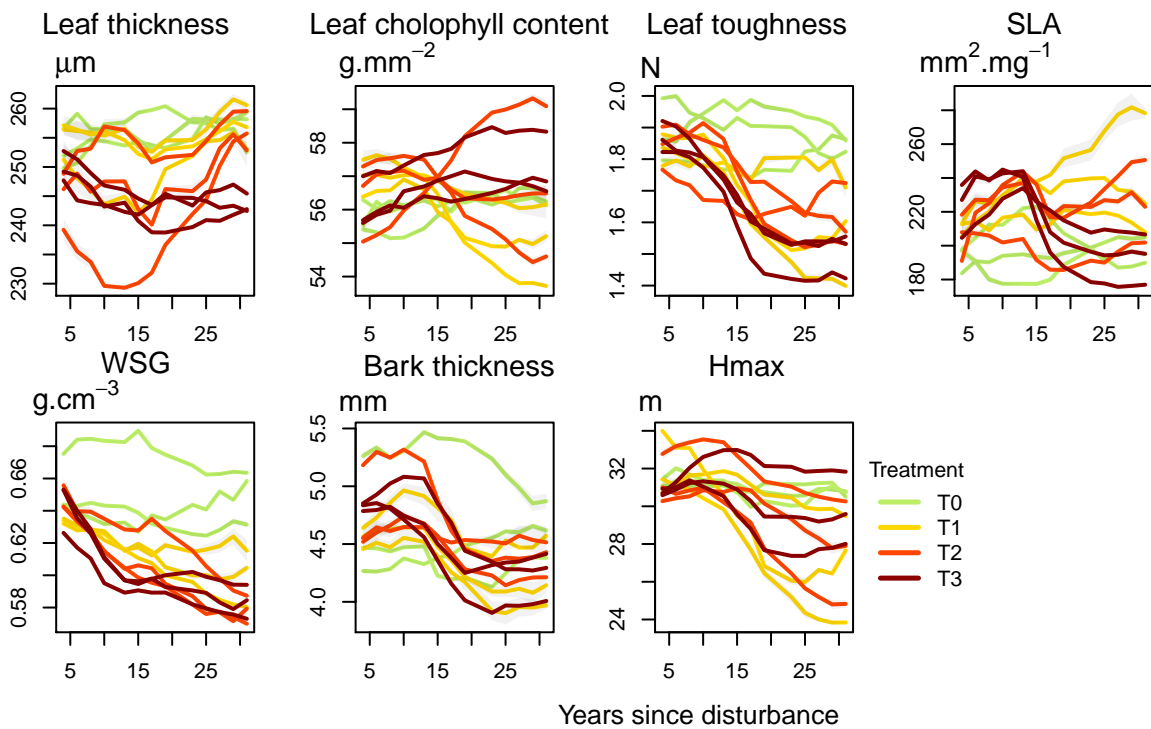 Leaf thickness
μm
230
240
250
260
5
15
25
Leaf cholophyll content
g.mm−2
54
56
58
5
15
25
Leaf toughness
N
1.4
1.6
1.8
2.0
5
15
25
SLA
mm2.mg−1
180
220
260
5
15
25
WSG
g.cm−3
0.58
0.62
0.66
5
15
25
Bark thickness
mm
4.0
4.5
5.0
5.5
5
15
25
Hmax
m
24
28
32
5
15
25
Treatment
T0
T1
T2
T3
Years since disturbance